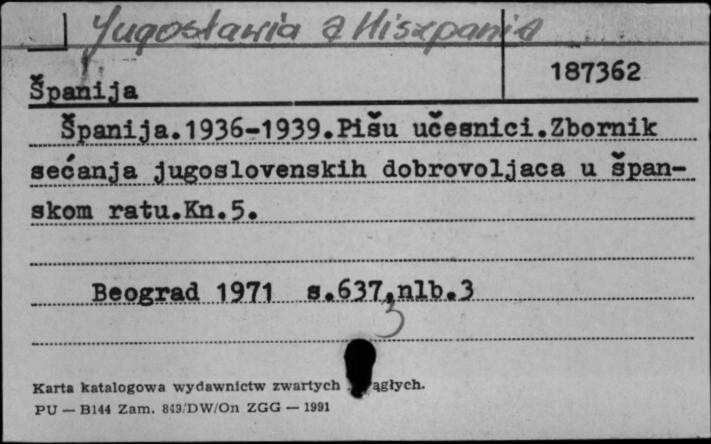 Jugosławia a Hiszpania
187362
Španija
Španija.1936-1939.Pišu učesnici.Zbornik
sećanja jugoslovenskih dobrovoljaca u špan-
skom ratu.Kn.5.
Beograd 1971 s.637,nlb.3
3
Karta katalogowa wydawnictw zwartych
PU — B144 Zam. 849/DW/On ZGG — 1991